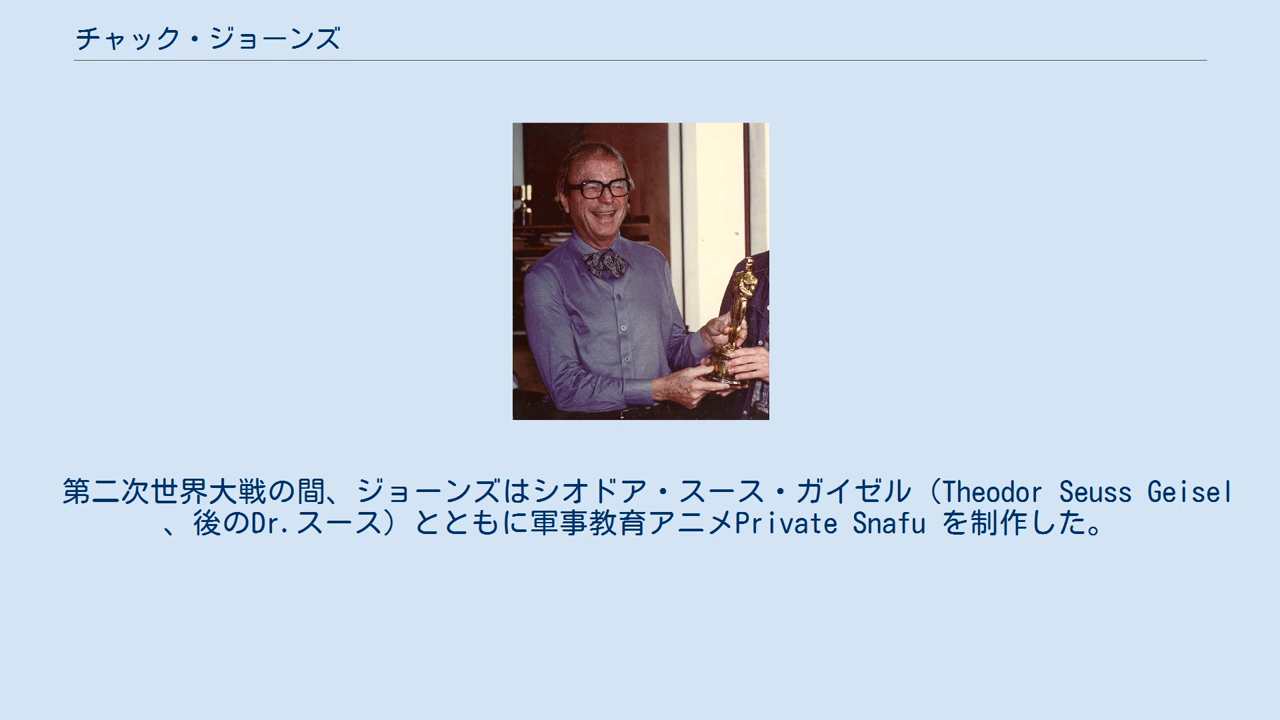 チャック・ジョーンズ
第二次世界大戦の間、ジョーンズはシオドア・スース・ガイゼル（Theodor Seuss Geisel
、後のDr.スース）とともに軍事教育アニメPrivate Snafu を制作した。